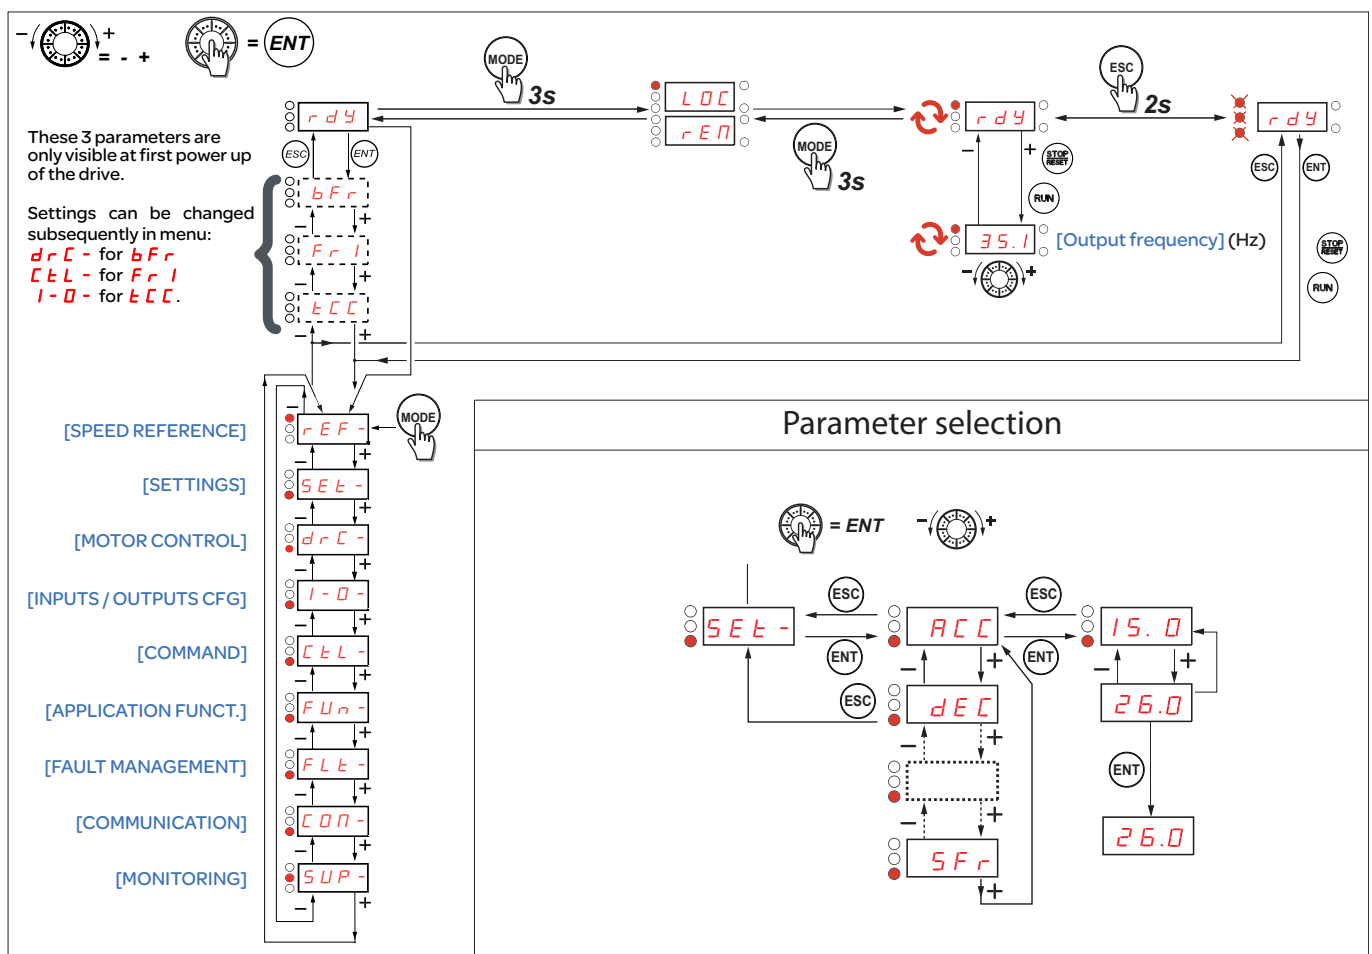 - + = - +
= ENT
MODE
3s
ESC
2s
rdY
LOC
rEM
rdY
rdY
MODE
3s
These 3 parameters are
only visible at first power up
of the drive.
ESC
ENT
- +
STOP
RESET
RUN
ESC
ENT
bFr
- +
Settings can be changed
subsequently in menu:
drC - for bFr
CtL - for Fr1
I-O - for tCC.
Fr1
- +
tCC
- +
35.1
[Output frequency] (Hz)
- +
STOP
RESET
RUN
-
[SPEED REFERENCE]
rEF-
MODE
- +
[SETTINGS]
SEt-
- +
[MOTOR CONTROL]
drC-
- +
[INPUTS / OUTPUTS CFG]
I-O-
- +
[COMMAND]
CtL-
- +
[APPLICATION FUNCT.]
FUn-
- +
[FAULT MANAGEMENT]
FLt-
- +
[COMMUNICATION]
COM-
- +
[MONITORING]
SUP-
- +
Parameter selection
= ENT
- +
ESC
ESC
SEt-
ACC
15.0
ENT
ENT
- +
- +
ESC
dEC
26.0
- +
ENT
- +
SFr
26.0
+